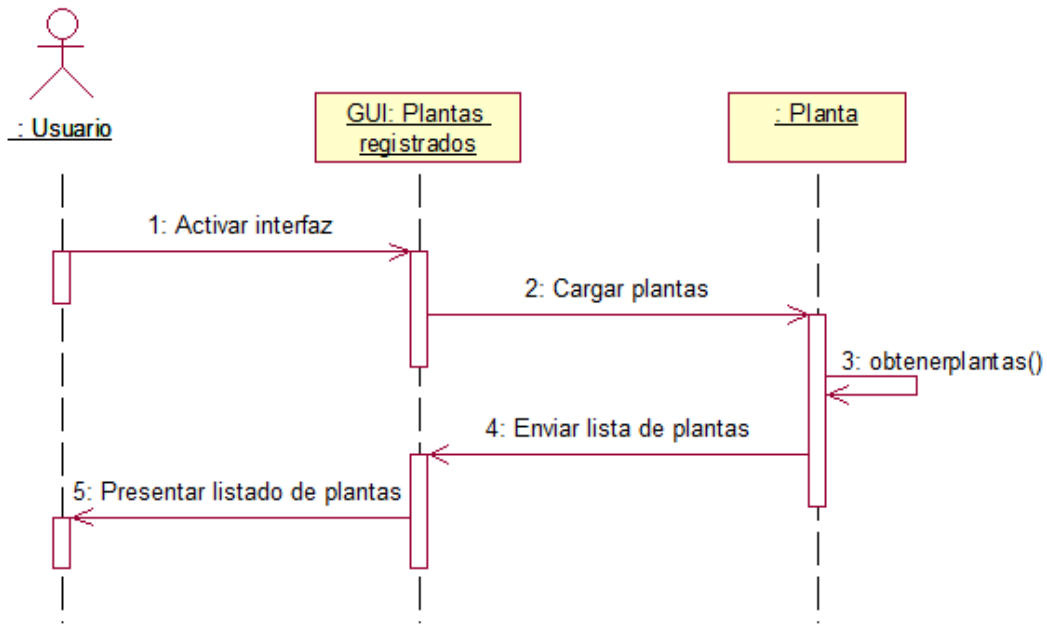 : Usuario
GUI: Plantas
registrados
: Planta
1: Activar interfaz
2: Cargar plantas
3: obtenerplantas()
4: Enviar lista de plantas
5: Presentar listado de plantas